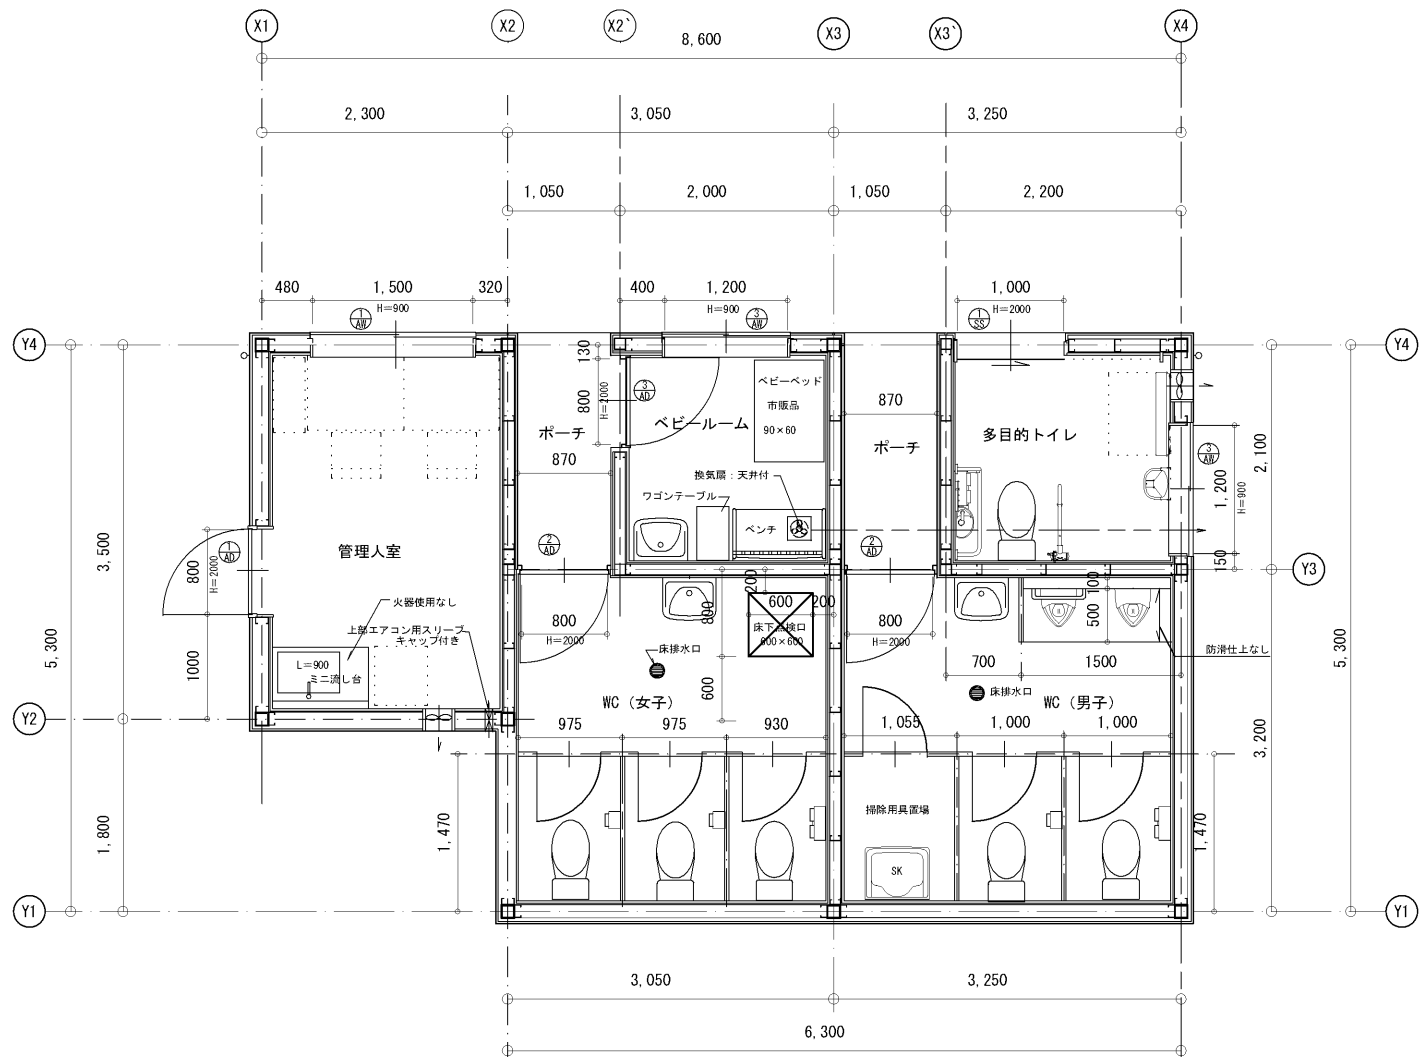 X1
X2
X2`
X3
X3`
X4
8,600
2,300
3,050
3,250
1,050
2,000
1,050
2,200
480
1,500
320
400
1,200
1,000
H=900
H=900
H=2000
1
AW
3
AW
1
SS
Y4
Y4
130
800
H=2000
3
AD
ベビーベッド
市販品
90×60
ポーチ
ベビールーム
870
870
ポーチ
多目的トイレ
3
AW
1,200
H=900
2,100
換気扇：天井付
ワゴンテーブル
ベンチ
2
AD
2
AD
管理人室
1
AD
800
H=2000
3,500
150
Y3
200
600
200
800
床下点検口
600×600
100
500
火器使用なし
上部エアコン用スリーブ
キャップ付き
800
H=2000
800
H=2000
5,300
5,300
L=900
ミニ流し台
1000
床排水口
600
700
1500
防滑仕上なし
床排水口
WC（女子）
WC（男子）
Y2
975
975
930
1,055
1,000
1,000
3,200
1,800
1,470
1,470
掃除用具置場
SK
Y1
Y1
3,050
3,250
6,300